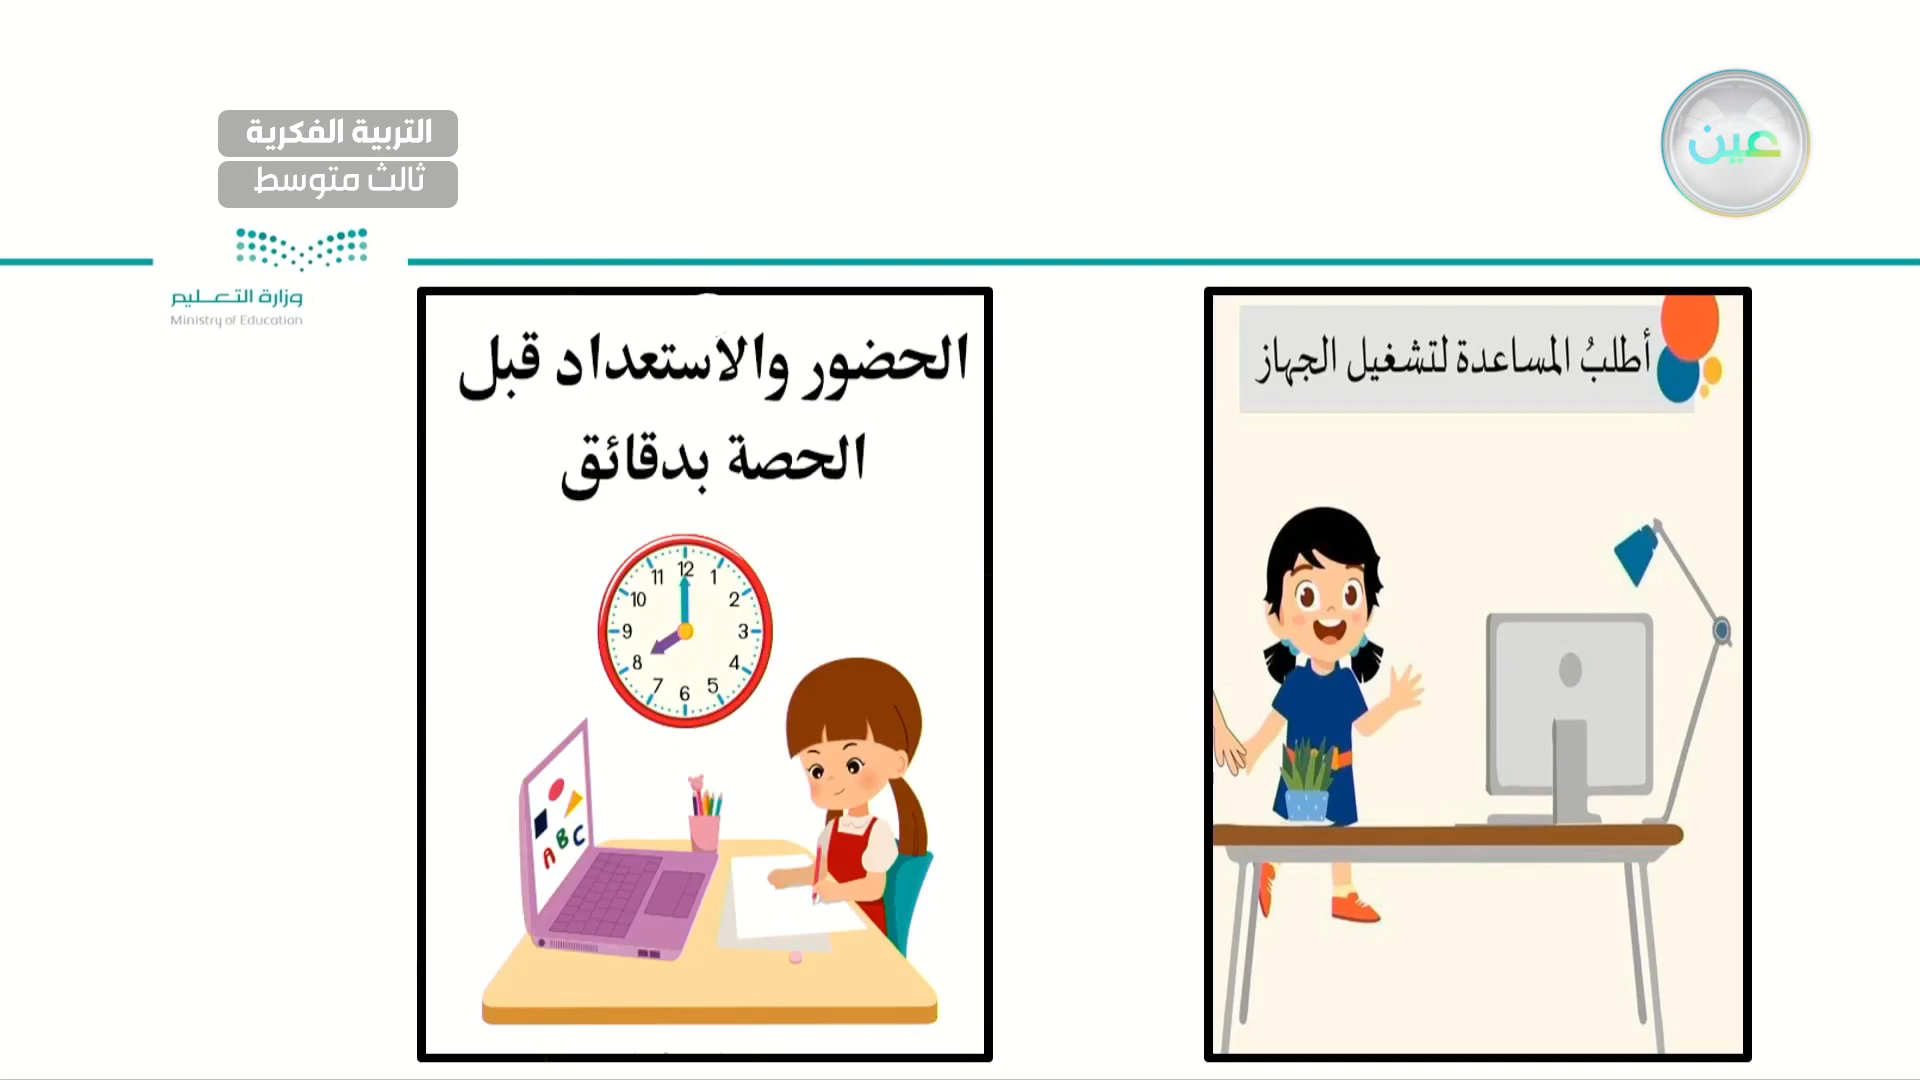 التربية الفكرية
ثالث متوسط
عين
وزارة التعليم
Ministry of Education
أطلبُ المساعدة لتشغيل الجهاز
الحضور والاستعداد قبل
الحصة بدقائق
12
11
1
10
2
9
3
8
4
7
5
6
A B C